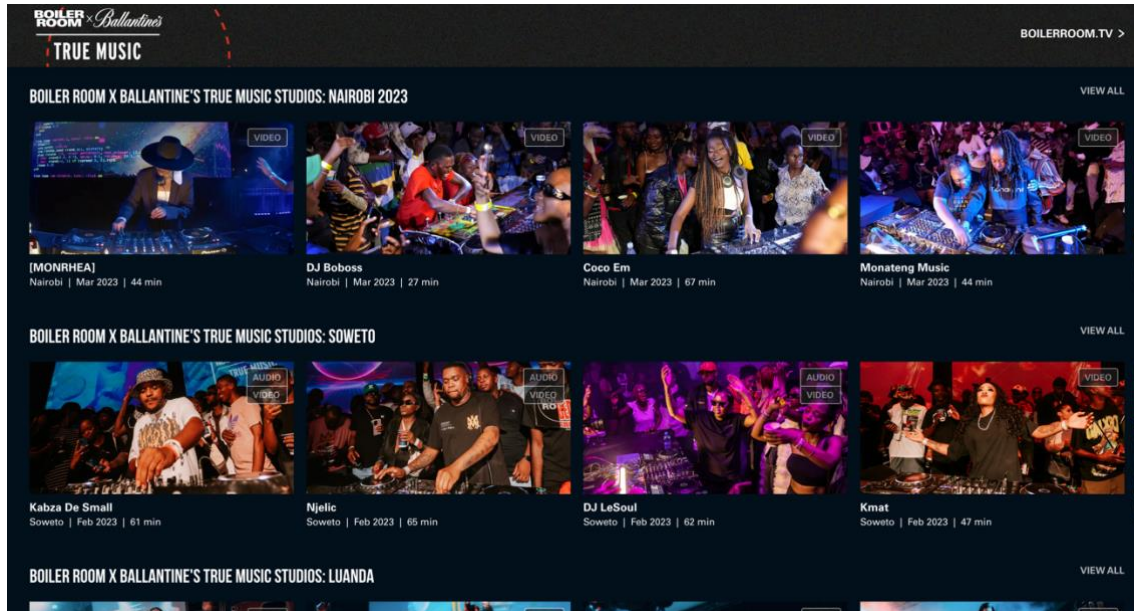 BOILER ROOM × Ballantine's
TRUE MUSIC
BOILERROOM.TV >
BOILER ROOM X BALLANTINE'S TRUE MUSIC STUDIOS: NAIROBI 2023
VIEW ALL
VIDEO
VIDEO
VIDEO
VIDEO
[MONRHEA]
Nairobi | Mar 2023 | 44 min
DJ Boboss
Nairobi | Mar 2023 | 27 min
Coco Em
Nairobi | Mar 2023 | 67 min
Monateng Music
Nairobi | Mar 2023 | 44 min
BOILER ROOM X BALLANTINE'S TRUE MUSIC STUDIOS: SOWETO
VIEW ALL
AUDIO
VIDEO
AUDIO
VIDEO
AUDIO
VIDEO
VIDEO
Kabza De Small
Soweto | Feb 2023 | 61 min
Njelic
Soweto | Feb 2023 | 65 min
DJ LeSoul
Soweto | Feb 2023 | 62 min
Kmat
Soweto | Feb 2023 | 47 min
BOILER ROOM X BALLANTINE'S TRUE MUSIC STUDIOS: LUANDA
VIEW ALL